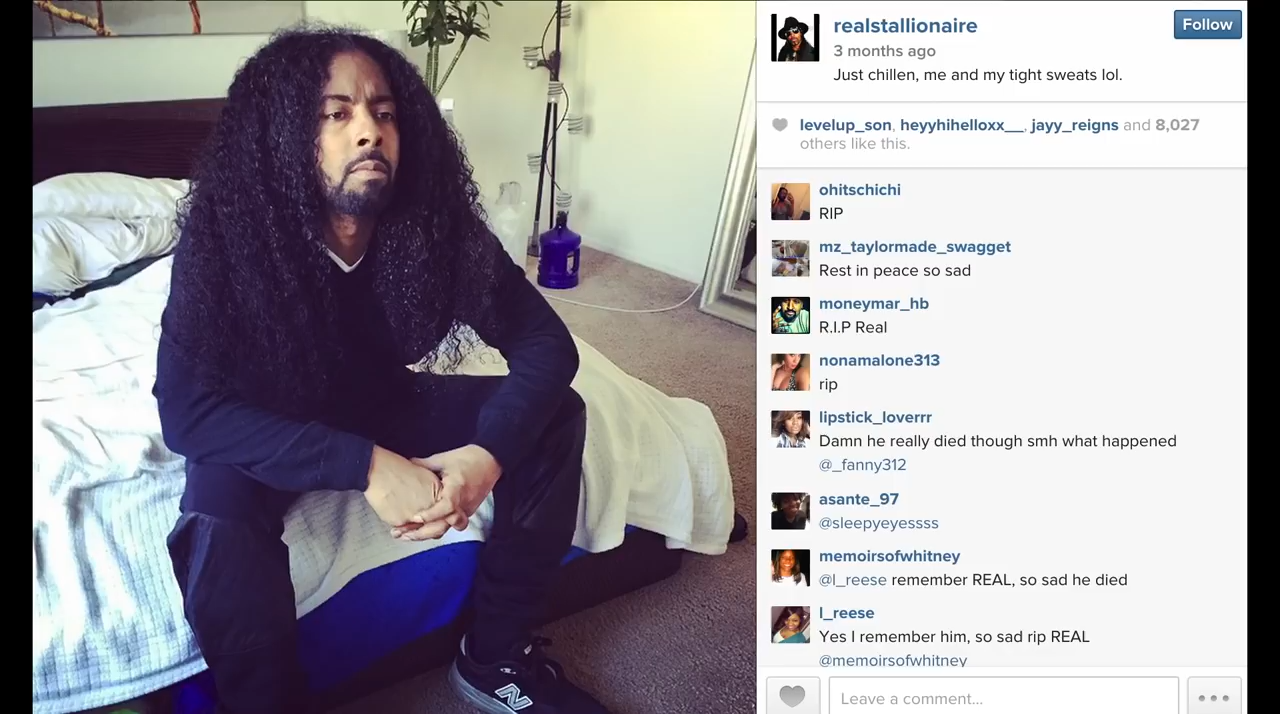 realstallionaire
Follow
3 months ago
Just chillen, me and my tight sweats lol.
levelup_son, heyyhihelloxx__, jayy_reigns and 8,027
others like this.
ohitschichi
RIP
mz_taylormade_swagget
Rest in peace so sad
moneymar_hb
R.I.P Real
nonamalone313
rip
lipstick_loverrr
Damn he really died though smh what happened
@_fanny312
asante_97
@sleepyeyessss
memoirsofwhitney
@l_reese remember REAL, so sad he died
l_reese
Yes I remember him, so sad rip REAL
@memoirsofwhitney
Leave a comment...
N